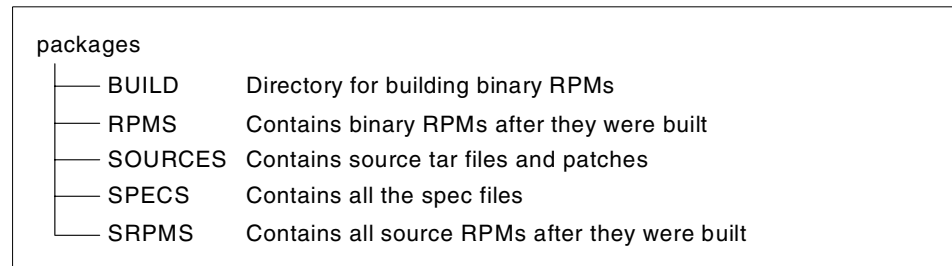 packages
BUILD Directory for building binary RPMs
RPMS Contains binary RPMs after they were built
SOURCES Contains source tar files and patches
SPECS Contains all the spec files
SRPMS Contains all source RPMs after they were built